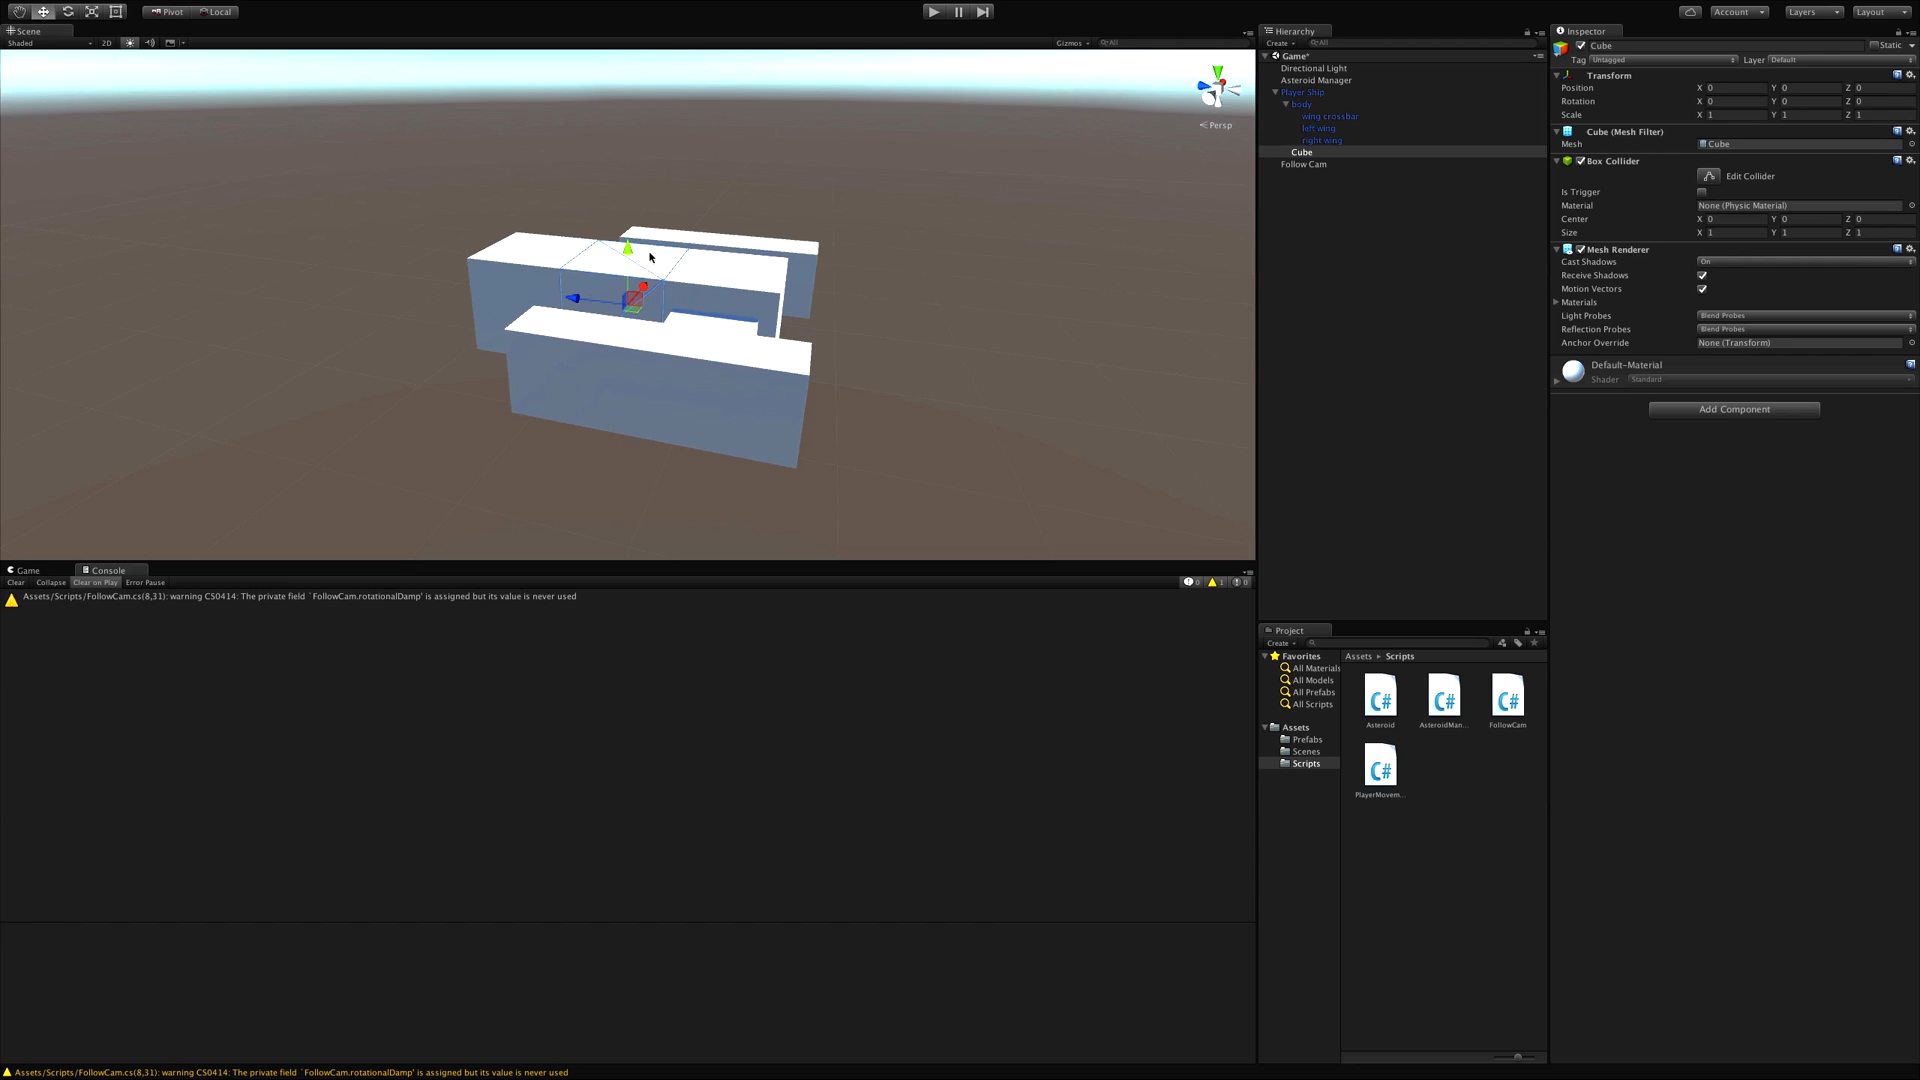 Pivot Local Account Layers Layout
Scene
Shaded 2D Gizmos All
Persp
Hierarchy
Create All
Game*
Directional Light
Asteroid Manager
Player Ship
body
wing crossbar
left wing
right wing
Cube
Follow Cam
Inspector
Cube Static
Tag Untagged Layer Default
Transform
Position X 0 Y 0 Z 0
Rotation X 0 Y 0 Z 0
Scale X 1 Y 1 Z 1
Cube (Mesh Filter)
Mesh Cube
Box Collider
Edit Collider
Is Trigger
Material None (Physic Material)
Center X 0 Y 0 Z 0
Size X 1 Y 1 Z 1
Mesh Renderer
Cast Shadows On
Receive Shadows
Motion Vectors
Materials
Light Probes Blend Probes
Reflection Probes Blend Probes
Anchor Override None (Transform)
Default-Material
Shader Standard
Add Component
Game Console
Clear Collapse Clear on Play Error Pause 0 1 0
Assets/Scripts/FollowCam.cs(8,31): warning CS0414: The private field `FollowCam.rotationalDamp' is assigned but its value is never used
Project
Create
Favorites
All Materials
All Models
All Prefabs
All Scripts
Assets
Prefabs
Scenes
Scripts
Assets ▸ Scripts
C# C# C#
Asteroid AsteroidMan... FollowCam
C#
PlayerMovem...
Assets/Scripts/FollowCam.cs(8,31): warning CS0414: The private field `FollowCam.rotationalDamp' is assigned but its value is never used